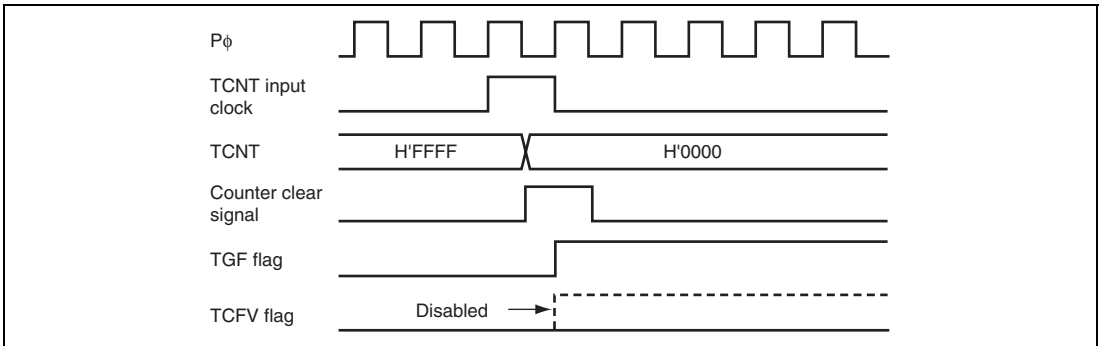 Pϕ
TCNT input
clock
TCNT
H'FFFF
H'0000
Counter clear
signal
TGF flag
TCFV flag
Disabled